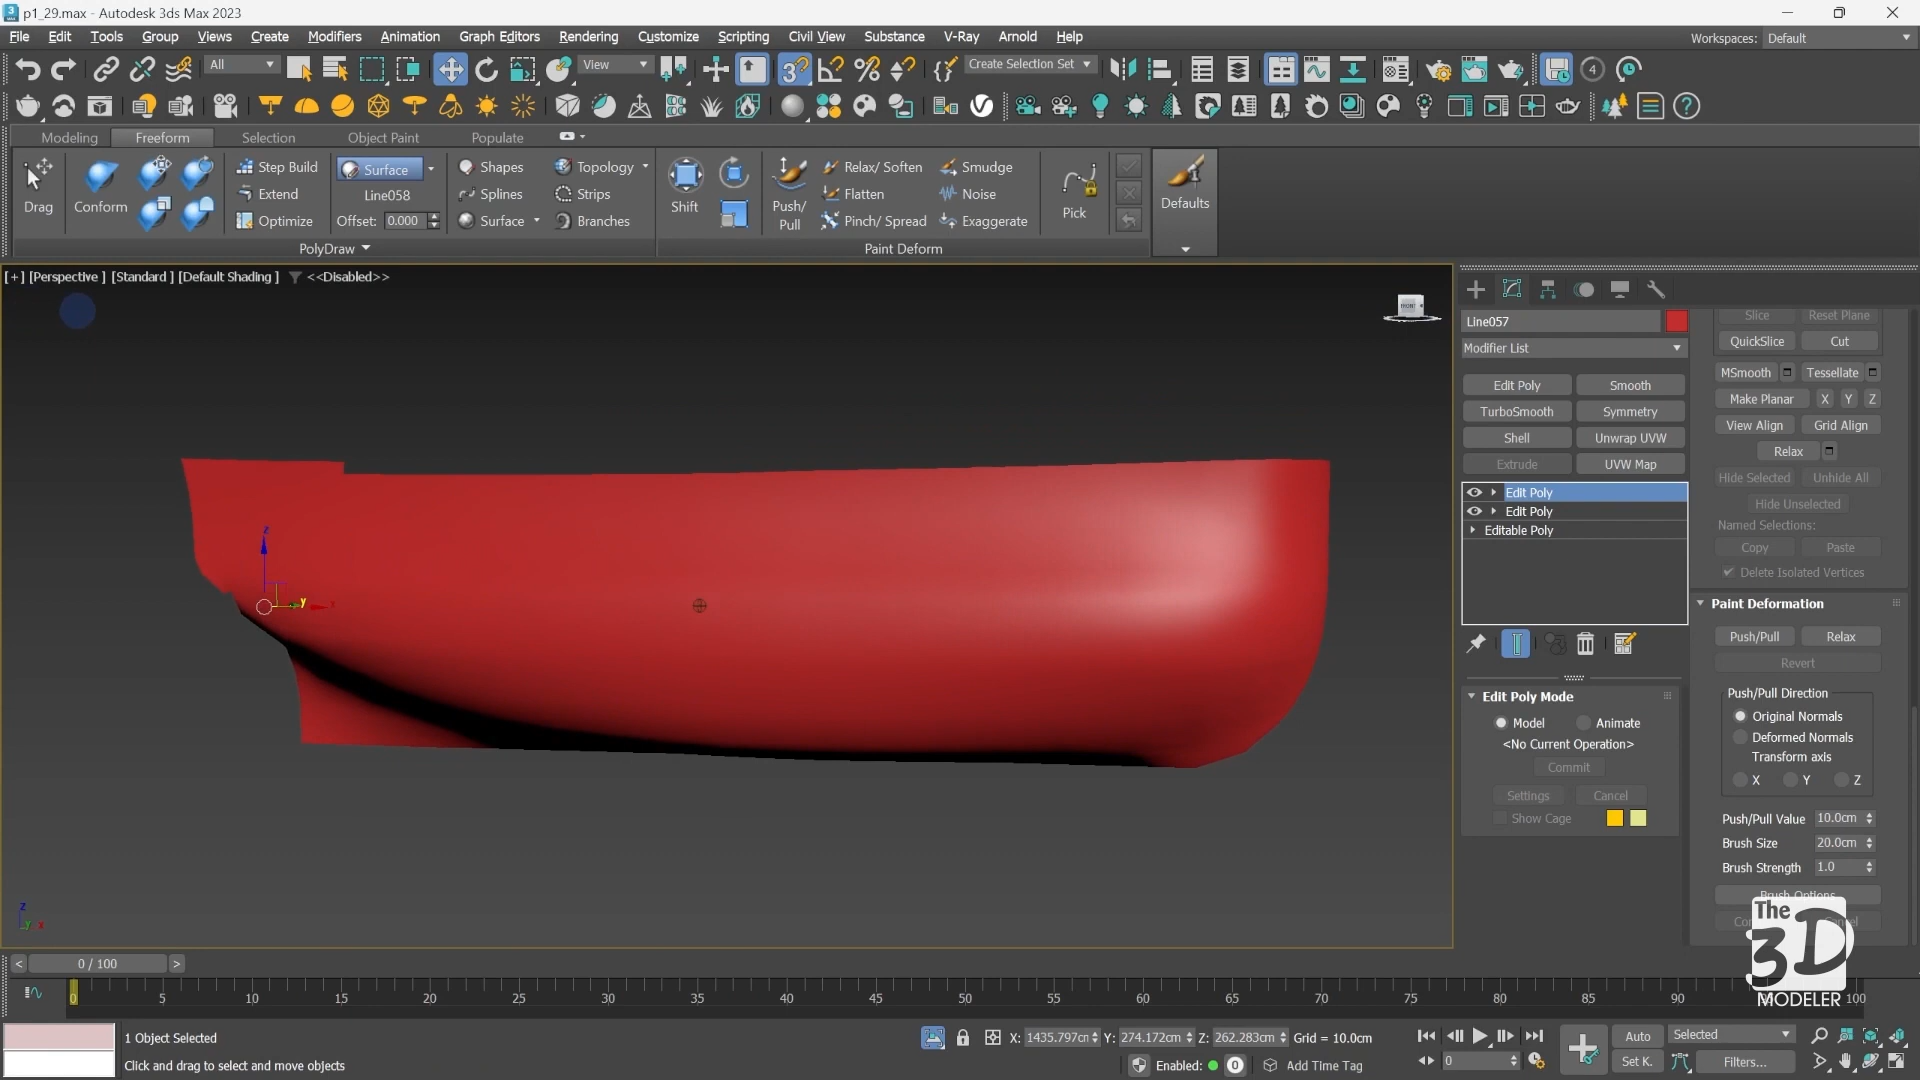 p1_29.max - Autodesk 3ds Max 2023
File Edit Tools Group Views Create Modifiers Animation Graph Editors Rendering Customize Scripting Civil View Substance V-Ray Arnold Help
Workspaces: Default
All View Create Selection Set
Modeling Freeform Selection Object Paint Populate
Step Build Surface Shapes Topology Relax/ Soften Smudge
Extend Line058 Splines Strips Flatten Noise
Drag Conform Shift Push/ Pull Pick Defaults
Optimize Offset: 0.000 Surface Branches Pinch/ Spread Exaggerate
PolyDraw Paint Deform
[+] [Perspective ] [Standard ] [Default Shading ] <<Disabled>>
FRONT
Line057
Modifier List
Edit Poly Smooth
TurboSmooth Symmetry
Shell Unwrap UVW
Extrude UVW Map
Edit Poly
Edit Poly
Editable Poly
Edit Poly Mode
Model Animate
<No Current Operation>
Commit
Settings Cancel
Show Cage
Slice Reset Plane
QuickSlice Cut
MSmooth Tessellate
Make Planar X Y Z
View Align Grid Align
Relax
Hide Selected Unhide All
Hide Unselected
Named Selections:
Copy Paste
Delete Isolated Vertices
Paint Deformation
Push/Pull Relax
Revert
Push/Pull Direction
Original Normals
Deformed Normals
Transform axis
X Y Z
Push/Pull Value 10.0cm
Brush Size 20.0cm
Brush Strength 1.0
Brush Options
The
3D
MODELER
z
y
x
z
y x
< 0 / 100 >
0 5 10 15 20 25 30 35 40 45 50 55 60 65 70 75 80 85 90 100
1 Object Selected
Click and drag to select and move objects
X: 1435.797cm Y: 274.172cm Z: 262.283cm Grid = 10.0cm
Enabled: 0 Add Time Tag
0
Auto Selected
Set K. Filters...